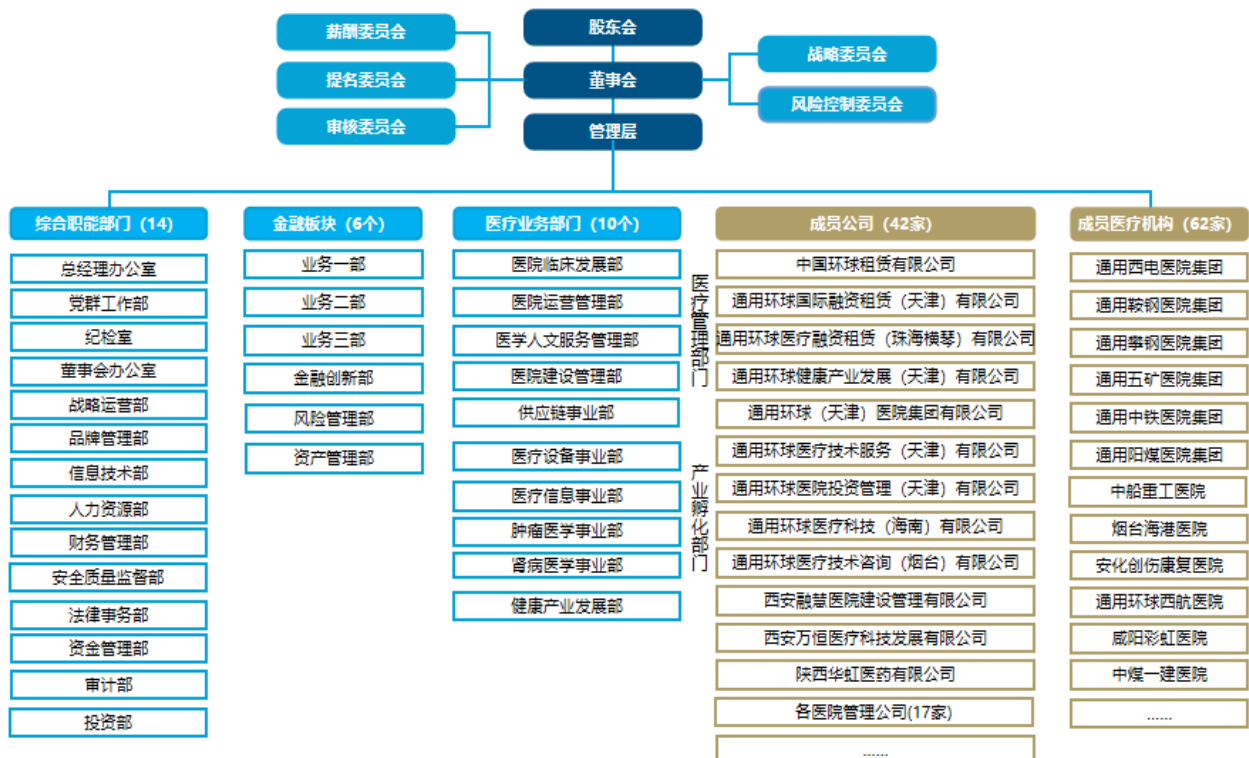 股东会
董事会
管理层
薪酬委员会
提名委员会
审核委员会
战略委员会
风险控制委员会
综合职能部门（14）
总经理办公室
党群工作部
纪检室
董事会办公室
战略运营部
品牌管理部
信息技术部
人力资源部
财务管理部
安全质量监督部
法律事务部
资金管理部
审计部
投资部
金融板块（6个）
业务一部
业务二部
业务三部
金融创新部
风险管理部
资产管理部
医疗业务部门（10个）
医院临床发展部
医院运营管理部
医学人文服务管理部
医院建设管理部
供应链事业部
医疗设备事业部
医疗信息事业部
肿瘤医学事业部
肾病医学事业部
健康产业发展部
医疗管理部门
产业孵化部门
成员公司（42家）
中国环球租赁有限公司
通用环球国际融资租赁（天津）有限公司
通用环球医疗融资租赁（珠海横琴）有限公司
通用环球健康产业发展（天津）有限公司
通用环球（天津）医院集团有限公司
通用环球医疗技术服务（天津）有限公司
通用环球医院投资管理（天津）有限公司
通用环球医疗科技（海南）有限公司
通用环球医疗技术咨询（烟台）有限公司
西安融慧医院建设管理有限公司
西安万恒医疗科技发展有限公司
陕西华虹医药有限公司
各医院管理公司(17家)
......
成员医疗机构（62家）
通用西电医院集团
通用鞍钢医院集团
通用攀钢医院集团
通用五矿医院集团
通用中铁医院集团
通用阳煤医院集团
中船重工医院
烟台海港医院
安化创伤康复医院
通用环球西航医院
咸阳彩虹医院
中煤一建医院
......